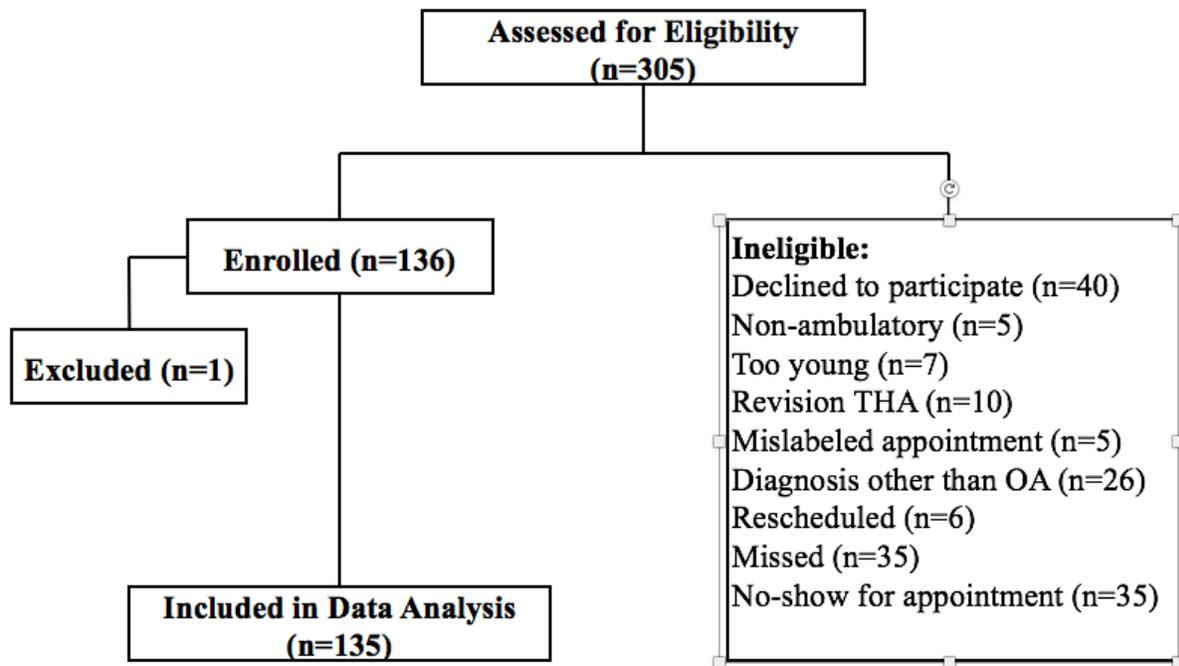 Assessed for Eligibility
(n=305)
Enrolled (n=136)
Excluded (n=1)
Included in Data Analysis
(n=135)
Ineligible:
Declined to participate (n=40)
Non-ambulatory (n=5)
Too young (n=7)
Revision THA (n=10)
Mislabeled appointment (n=5)
Diagnosis other than OA (n=26)
Rescheduled (n=6)
Missed (n=35)
No-show for appointment (n=35)